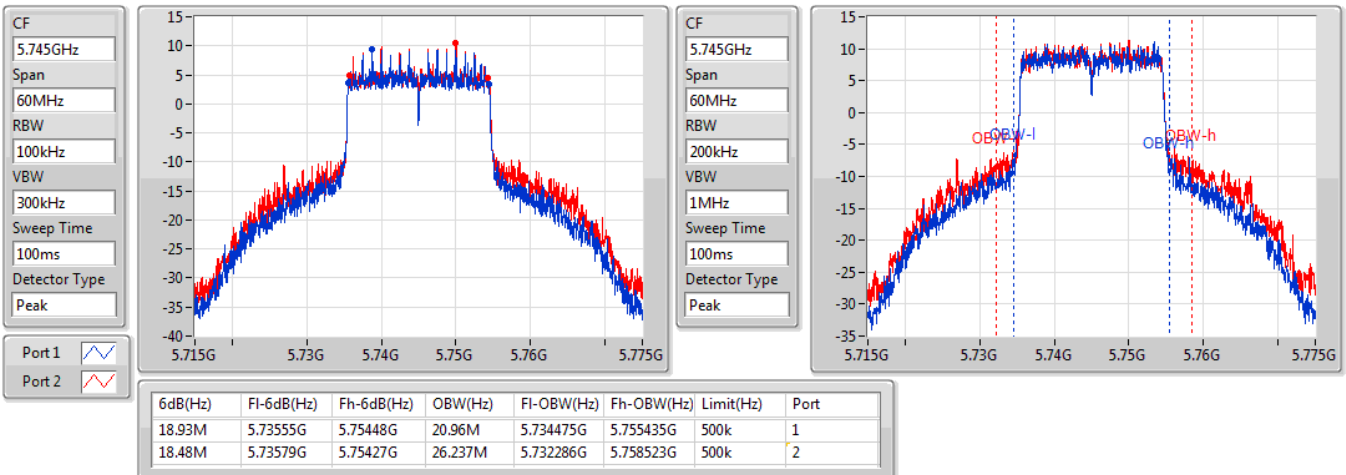 CF
5.745GHz
Span
60MHz
RBW
100kHz
VBW
300kHz
Sweep Time
100ms
Detector Type
Peak
Port 1
Port 2
15
10
5
0
-5
-10
-15
-20
-25
-30
-35
-40
5.715G 5.73G 5.74G 5.75G 5.76G 5.775G
CF
5.745GHz
Span
60MHz
RBW
200kHz
VBW
1MHz
Sweep Time
100ms
Detector Type
Peak
15
10
5
0
-5
-10
-15
-20
-25
-30
-35
OBW-l
OBW-h
OBW-h
5.715G 5.73G 5.74G 5.75G 5.76G 5.775G
6dB(Hz) Fl-6dB(Hz) Fh-6dB(Hz) OBW(Hz) Fl-OBW(Hz) Fh-OBW(Hz) Limit(Hz) Port
18.93M 5.73555G 5.75448G 20.96M 5.734475G 5.755435G 500k 1
18.48M 5.73579G 5.75427G 26.237M 5.732286G 5.758523G 500k 2